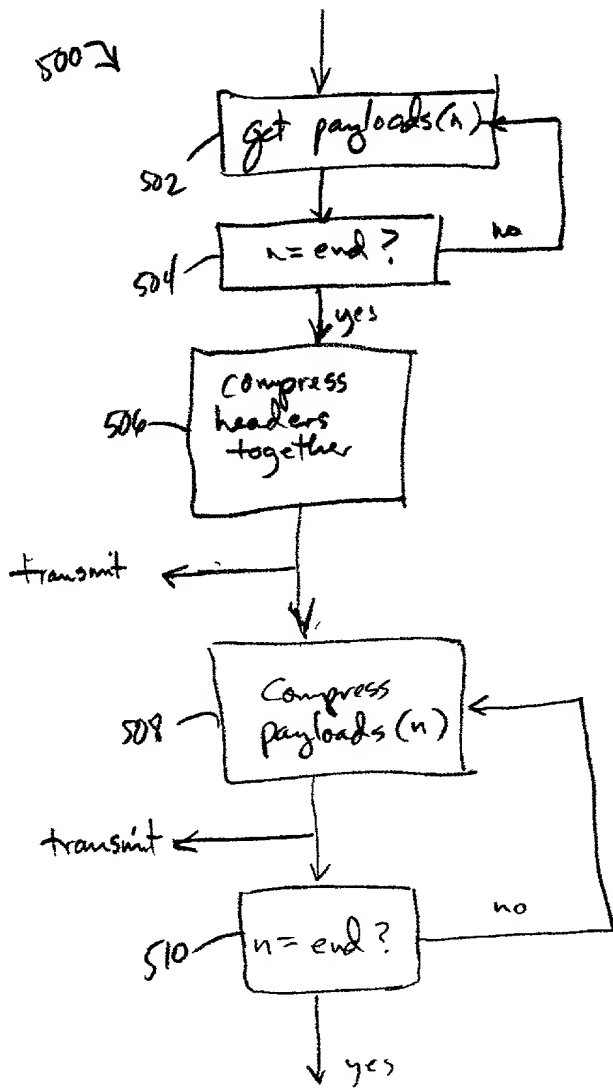 500
get payloads(n)
502
n = end ?
no
504
yes
Compress
headers
together
506
transmit
Compress
payloads (n)
508
transmit
n = end ?
no
510
yes